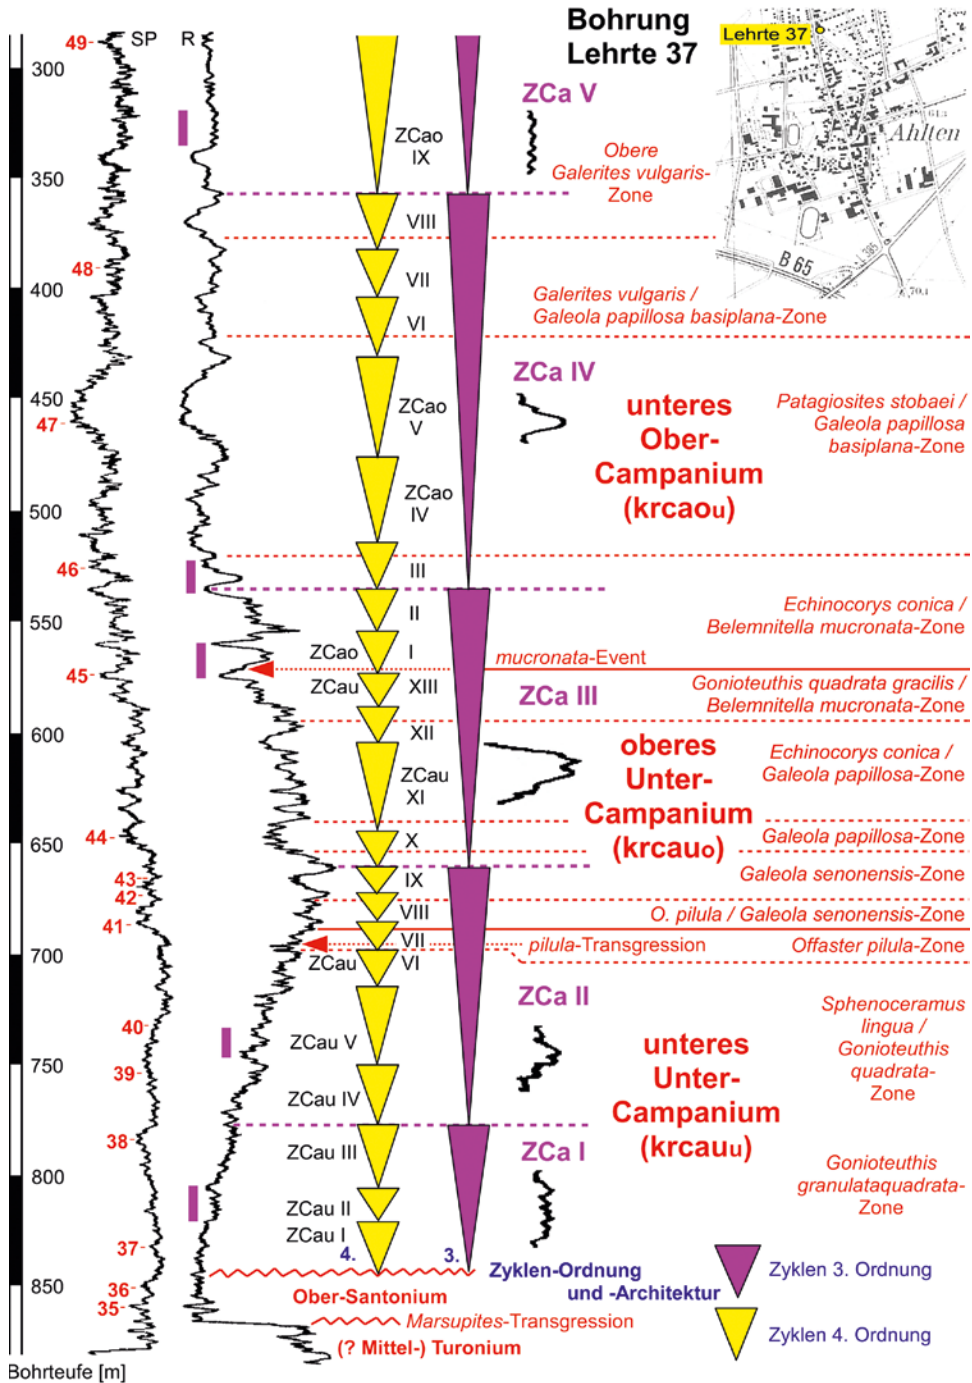 Bohrung
Lehrte 37
Lehrte 37
Ahlten
B 65
L 385
70,1
SP
R
49
300
ZCa V
ZCao
IX
Obere
Galerites vulgaris-
Zone
350
VIII
48
VII
400
Galerites vulgaris /
Galeola papillosa basiplana-Zone
VI
ZCa IV
450
47
ZCao
V
unteres
Ober-
Campanium
(krcaou)
Patagiosites stobaei /
Galeola papillosa
basiplana-Zone
500
ZCao
IV
46
III
550
II
Echinocorys conica /
Belemnitella mucronata-Zone
ZCao
I
mucronata-Event
45
ZCau
XIII
ZCa III
Gonioteuthis quadrata gracilis /
Belemnitella mucronata-Zone
600
XII
ZCau
XI
oberes
Unter-
Campanium
(krcauo)
Echinocorys conica /
Galeola papillosa-Zone
44
650
X
Galeola papillosa-Zone
43
IX
Galeola senonensis-Zone
42
VIII
41
O. pilula / Galeola senonensis-Zone
700
VII
pilula-Transgression
Offaster pilula-Zone
ZCau
VI
ZCa II
40
ZCau V
750
39
ZCau IV
unteres
Unter-
Campanium
(krcauu)
Sphenoceramus
lingua /
Gonioteuthis
quadrata-
Zone
38
ZCau III
ZCa I
800
ZCau II
Gonioteuthis
granulataquadrata-
Zone
37
ZCau I
4.
3.
850
36
35
Zyklen-Ordnung
und -Architektur
Zyklen 3. Ordnung
Ober-Santonium
Marsupites-Transgression
Zyklen 4. Ordnung
(? Mittel-) Turonium
Bohrteufe [m]